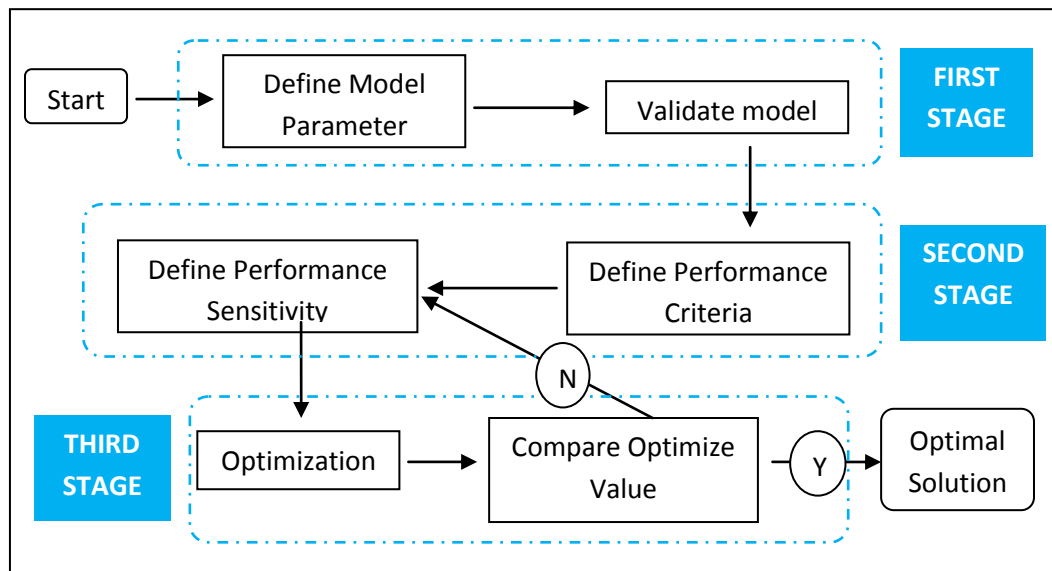 Start
Define Model
Parameter
Validate model
FIRST
STAGE
Define Performance
Sensitivity
Define Performance
Criteria
SECOND
STAGE
N
THIRD
STAGE
Optimization
Compare Optimize
Value
Y
Optimal
Solution